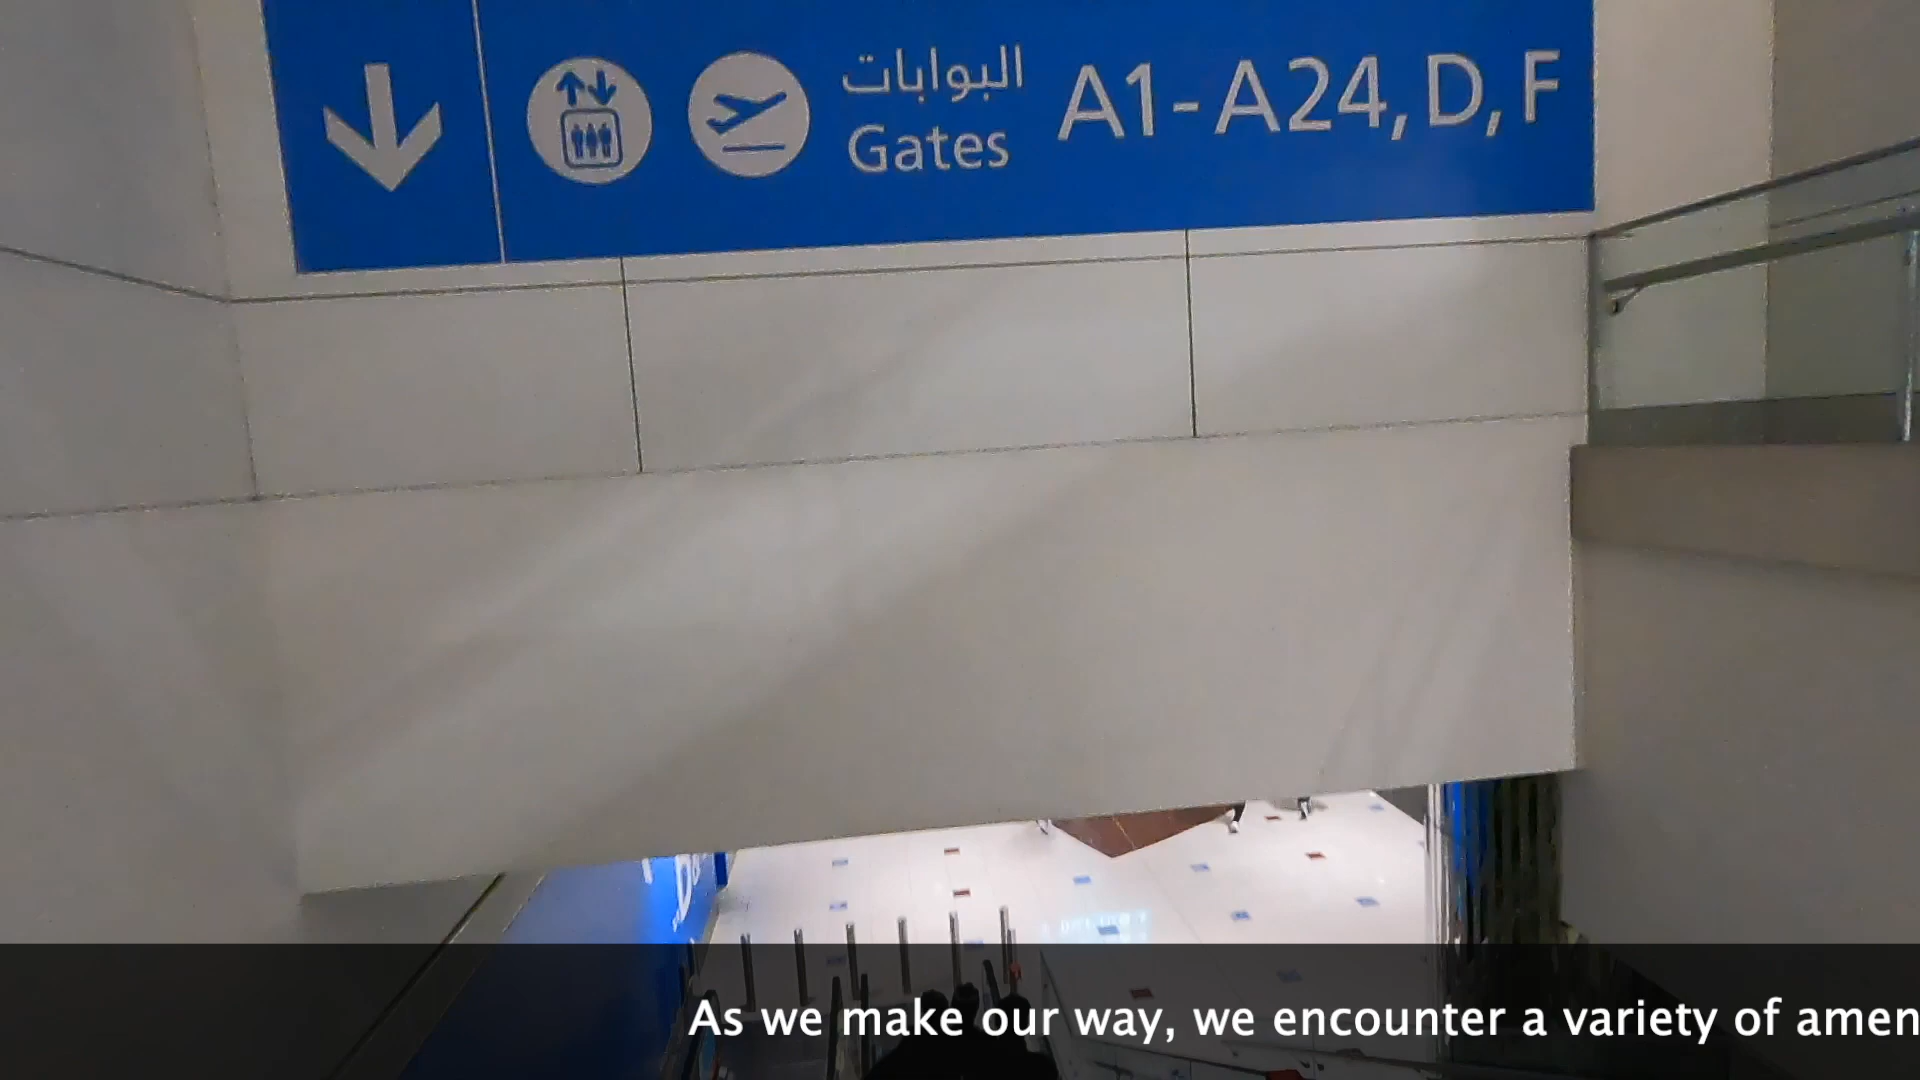 البوابات
Gates
A1-A24, D, F
As we make our way, we encounter a variety of amen